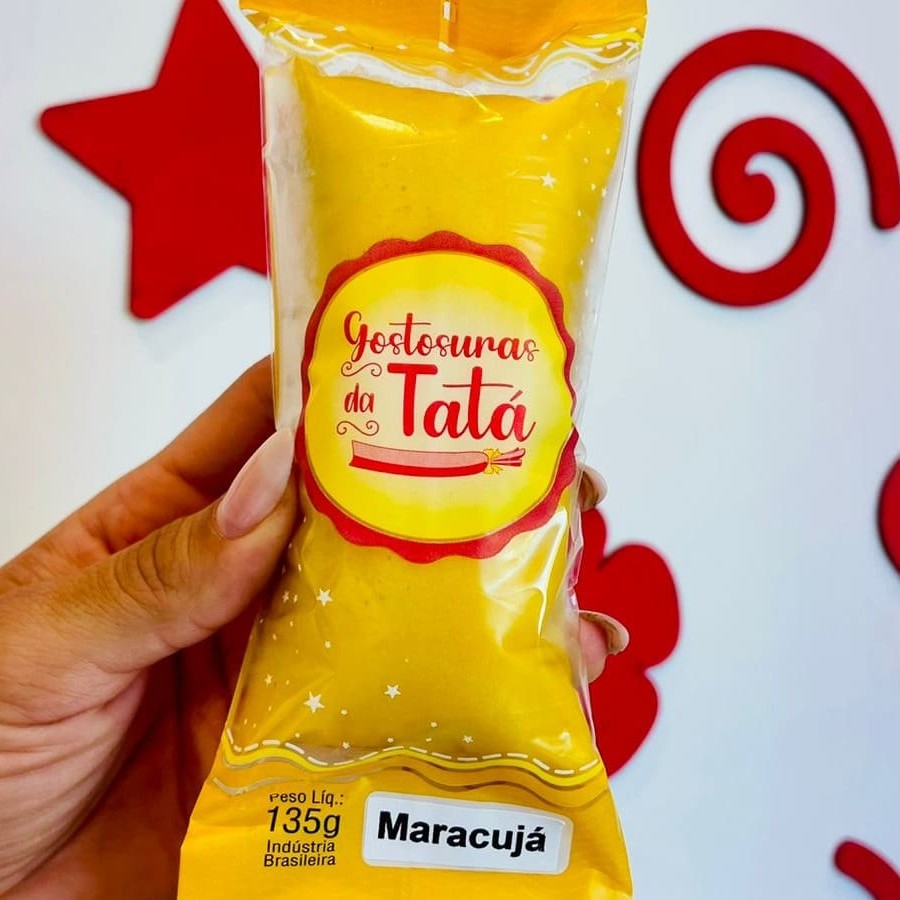 Gostosuras
da Tatá
Peso Líq.:
135g
Indústria
Brasileira
Maracujá